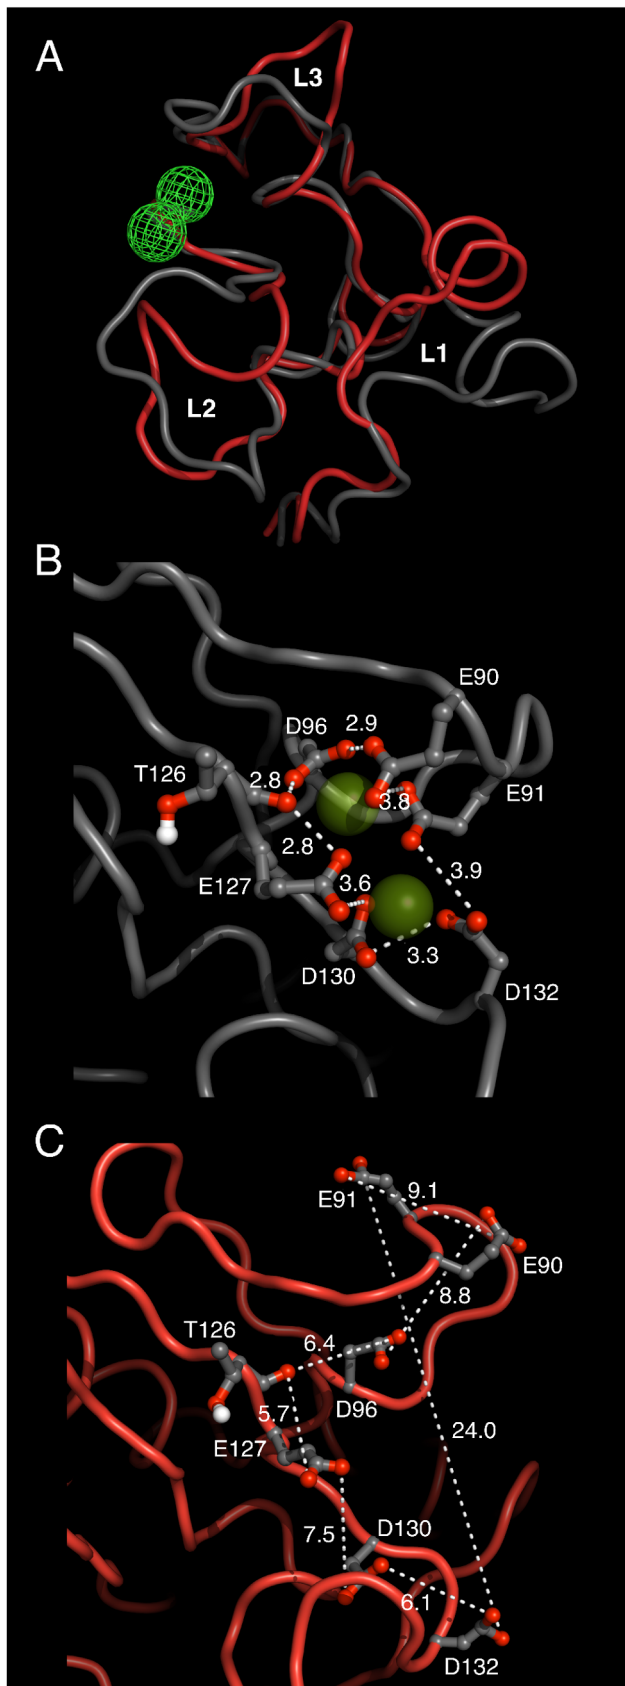 A
L3
L1
L2
B
E90
D96
2.9
T126
2.8
3.8
E91
2.8
3.9
E127
3.6
D130
3.3
D132
C
E91
9.1
E90
8.8
T126
6.4
D96
5.7
E127
24.0
7.5
D130
6.1
D132